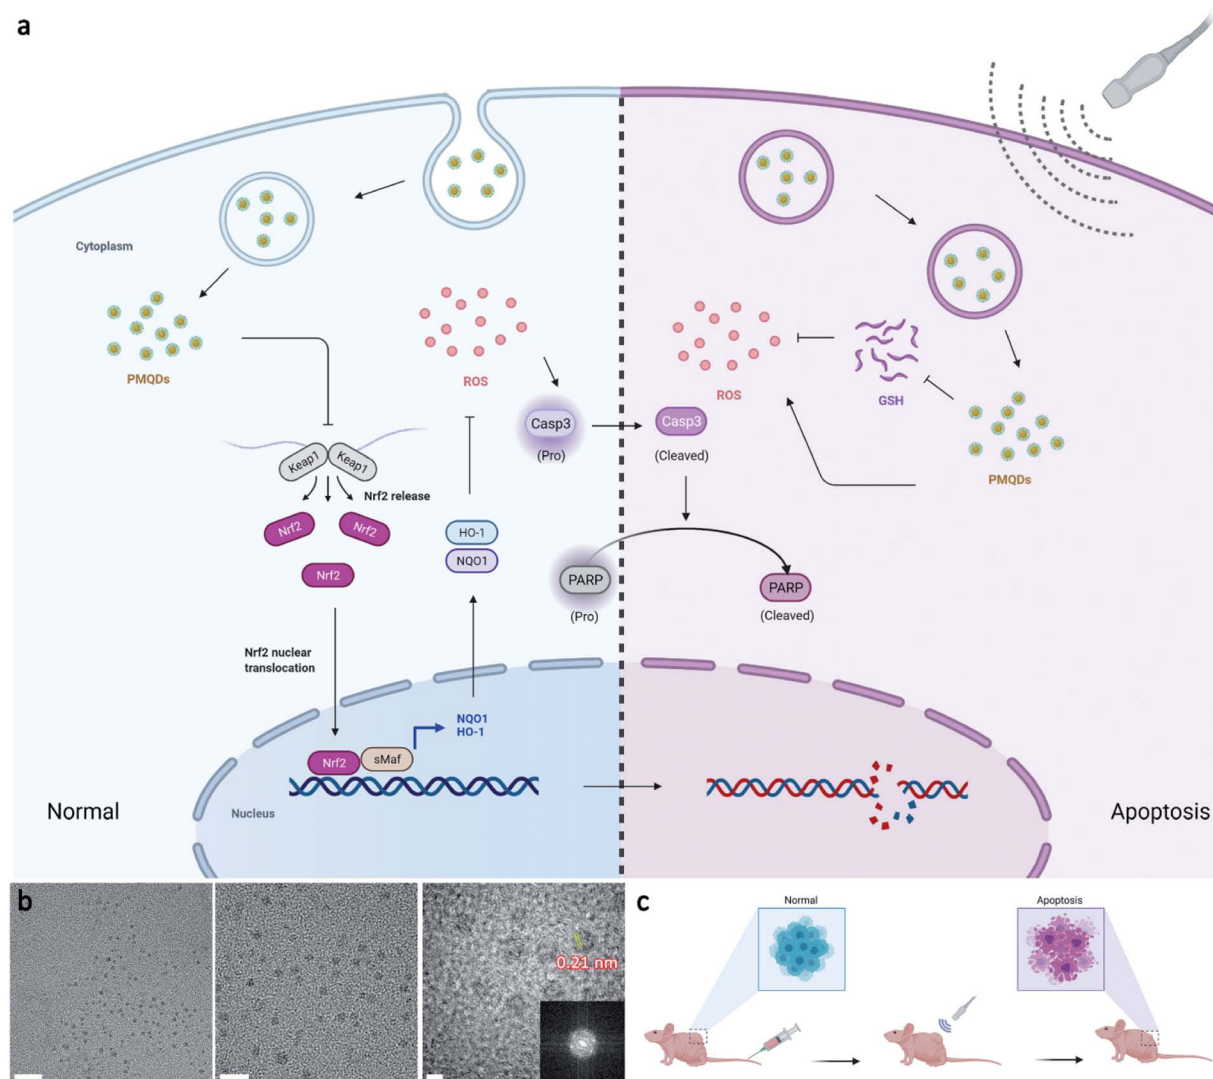 a
Cytoplasm
PMQDs
ROS
Casp3
(Pro)
Keap1
Keap1
Nrf2 release
Nrf2
Nrf2
Nrf2
HO-1
NQO1
PARP
(Pro)
Nrf2 nuclear
translocation
NQO1
HO-1
Nrf2
sMaf
Nucleus
Normal
ROS
GSH
Casp3
(Cleaved)
PMQDs
PARP
(Cleaved)
Apoptosis
b
0.21 nm
c
Normal
Apoptosis